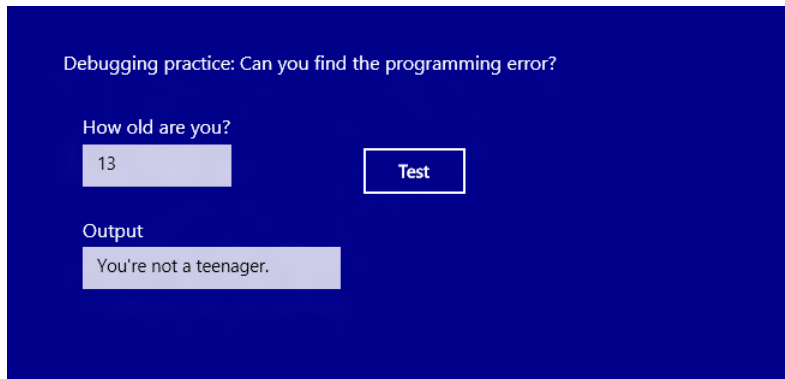 Debugging practice: Can you find the programming error?
How old are you?
13
Test
Output
You're not a teenager.